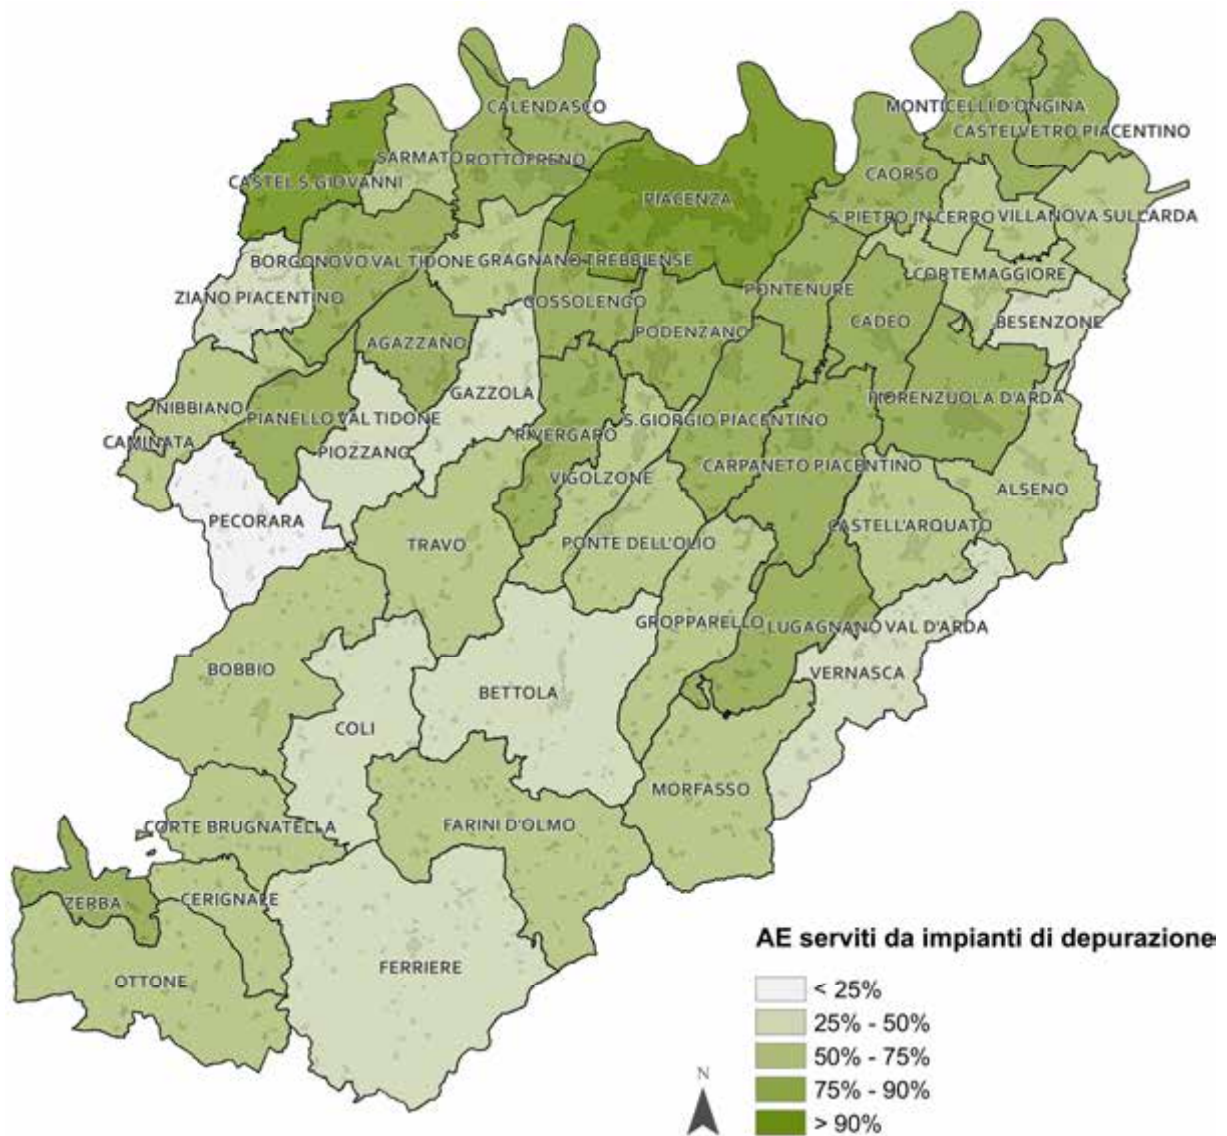 CALENDASCO
MONTICELLI D'ONGINA
CASTELVETRO PIACENTINO
SARMATO
ROTTOFRENO
CAORSO
CASTEL S.GIOVANNI
PIACENZA
S.PIETRO IN CERRO
VILLANOVA SULL'ARDA
BORGONOVO VAL TIDONE
GRAGNANO TREBBIENSE
CORTEMAGGIORE
ZIANO PIACENTINO
GOSSOLENGO
PONTENURE
CADEO
BESENZONE
PODENZANO
AGAZZANO
GAZZOLA
FIORENZUOLA D'ARDA
NIBBIANO
PIANELLO VAL TIDONE
S.GIORGIO PIACENTINO
CAMINATA
PIOZZANO
RIVERGARO
CARPANETO PIACENTINO
VIGOLZONE
ALSENO
PECORARA
CASTELL'ARQUATO
TRAVO
PONTE DELL'OLIO
GROPPARELLO
LUGAGNANO VAL D'ARDA
BOBBIO
VERNASCA
BETTOLA
COLI
MORFASSO
CORTE BRUGNATELLA
FARINI D'OLMO
ZERBA
CERIGNALE
OTTONE
FERRIERE
AE serviti da impianti di depurazione
< 25%
25% - 50%
50% - 75%
75% - 90%
> 90%
N